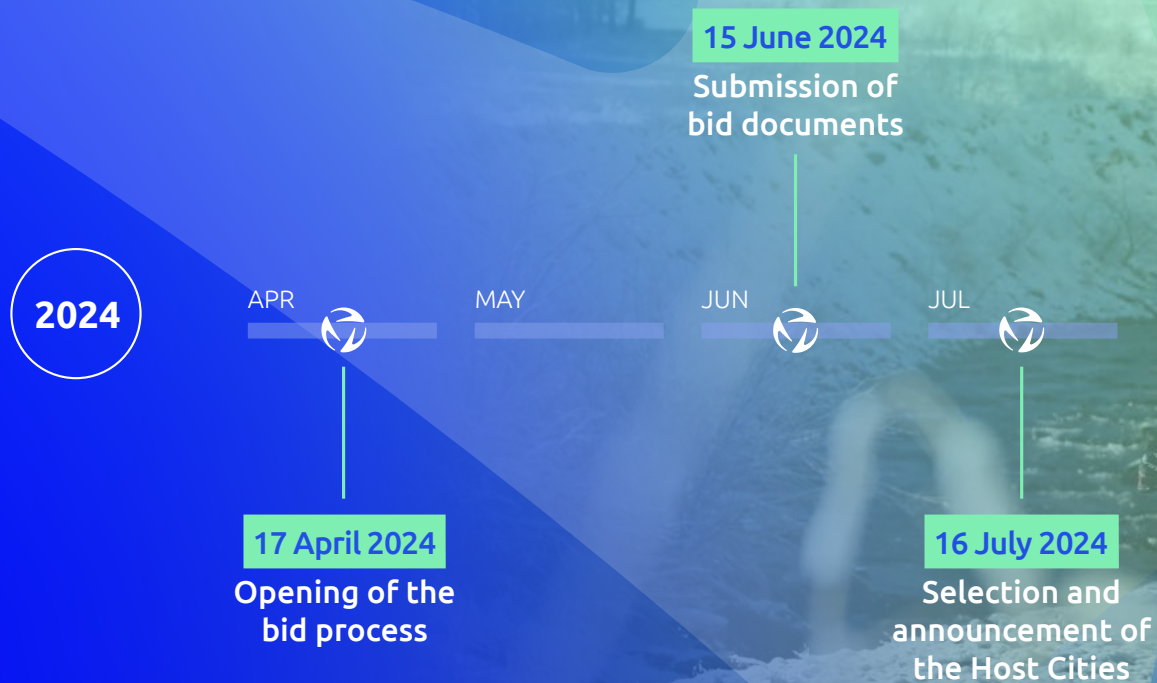 15 June 2024
Submission of
bid documents
2024
APR
MAY
JUN
JUL
17 April 2024
Opening of the
bid process
16 July 2024
Selection and
announcement of
the Host Cities